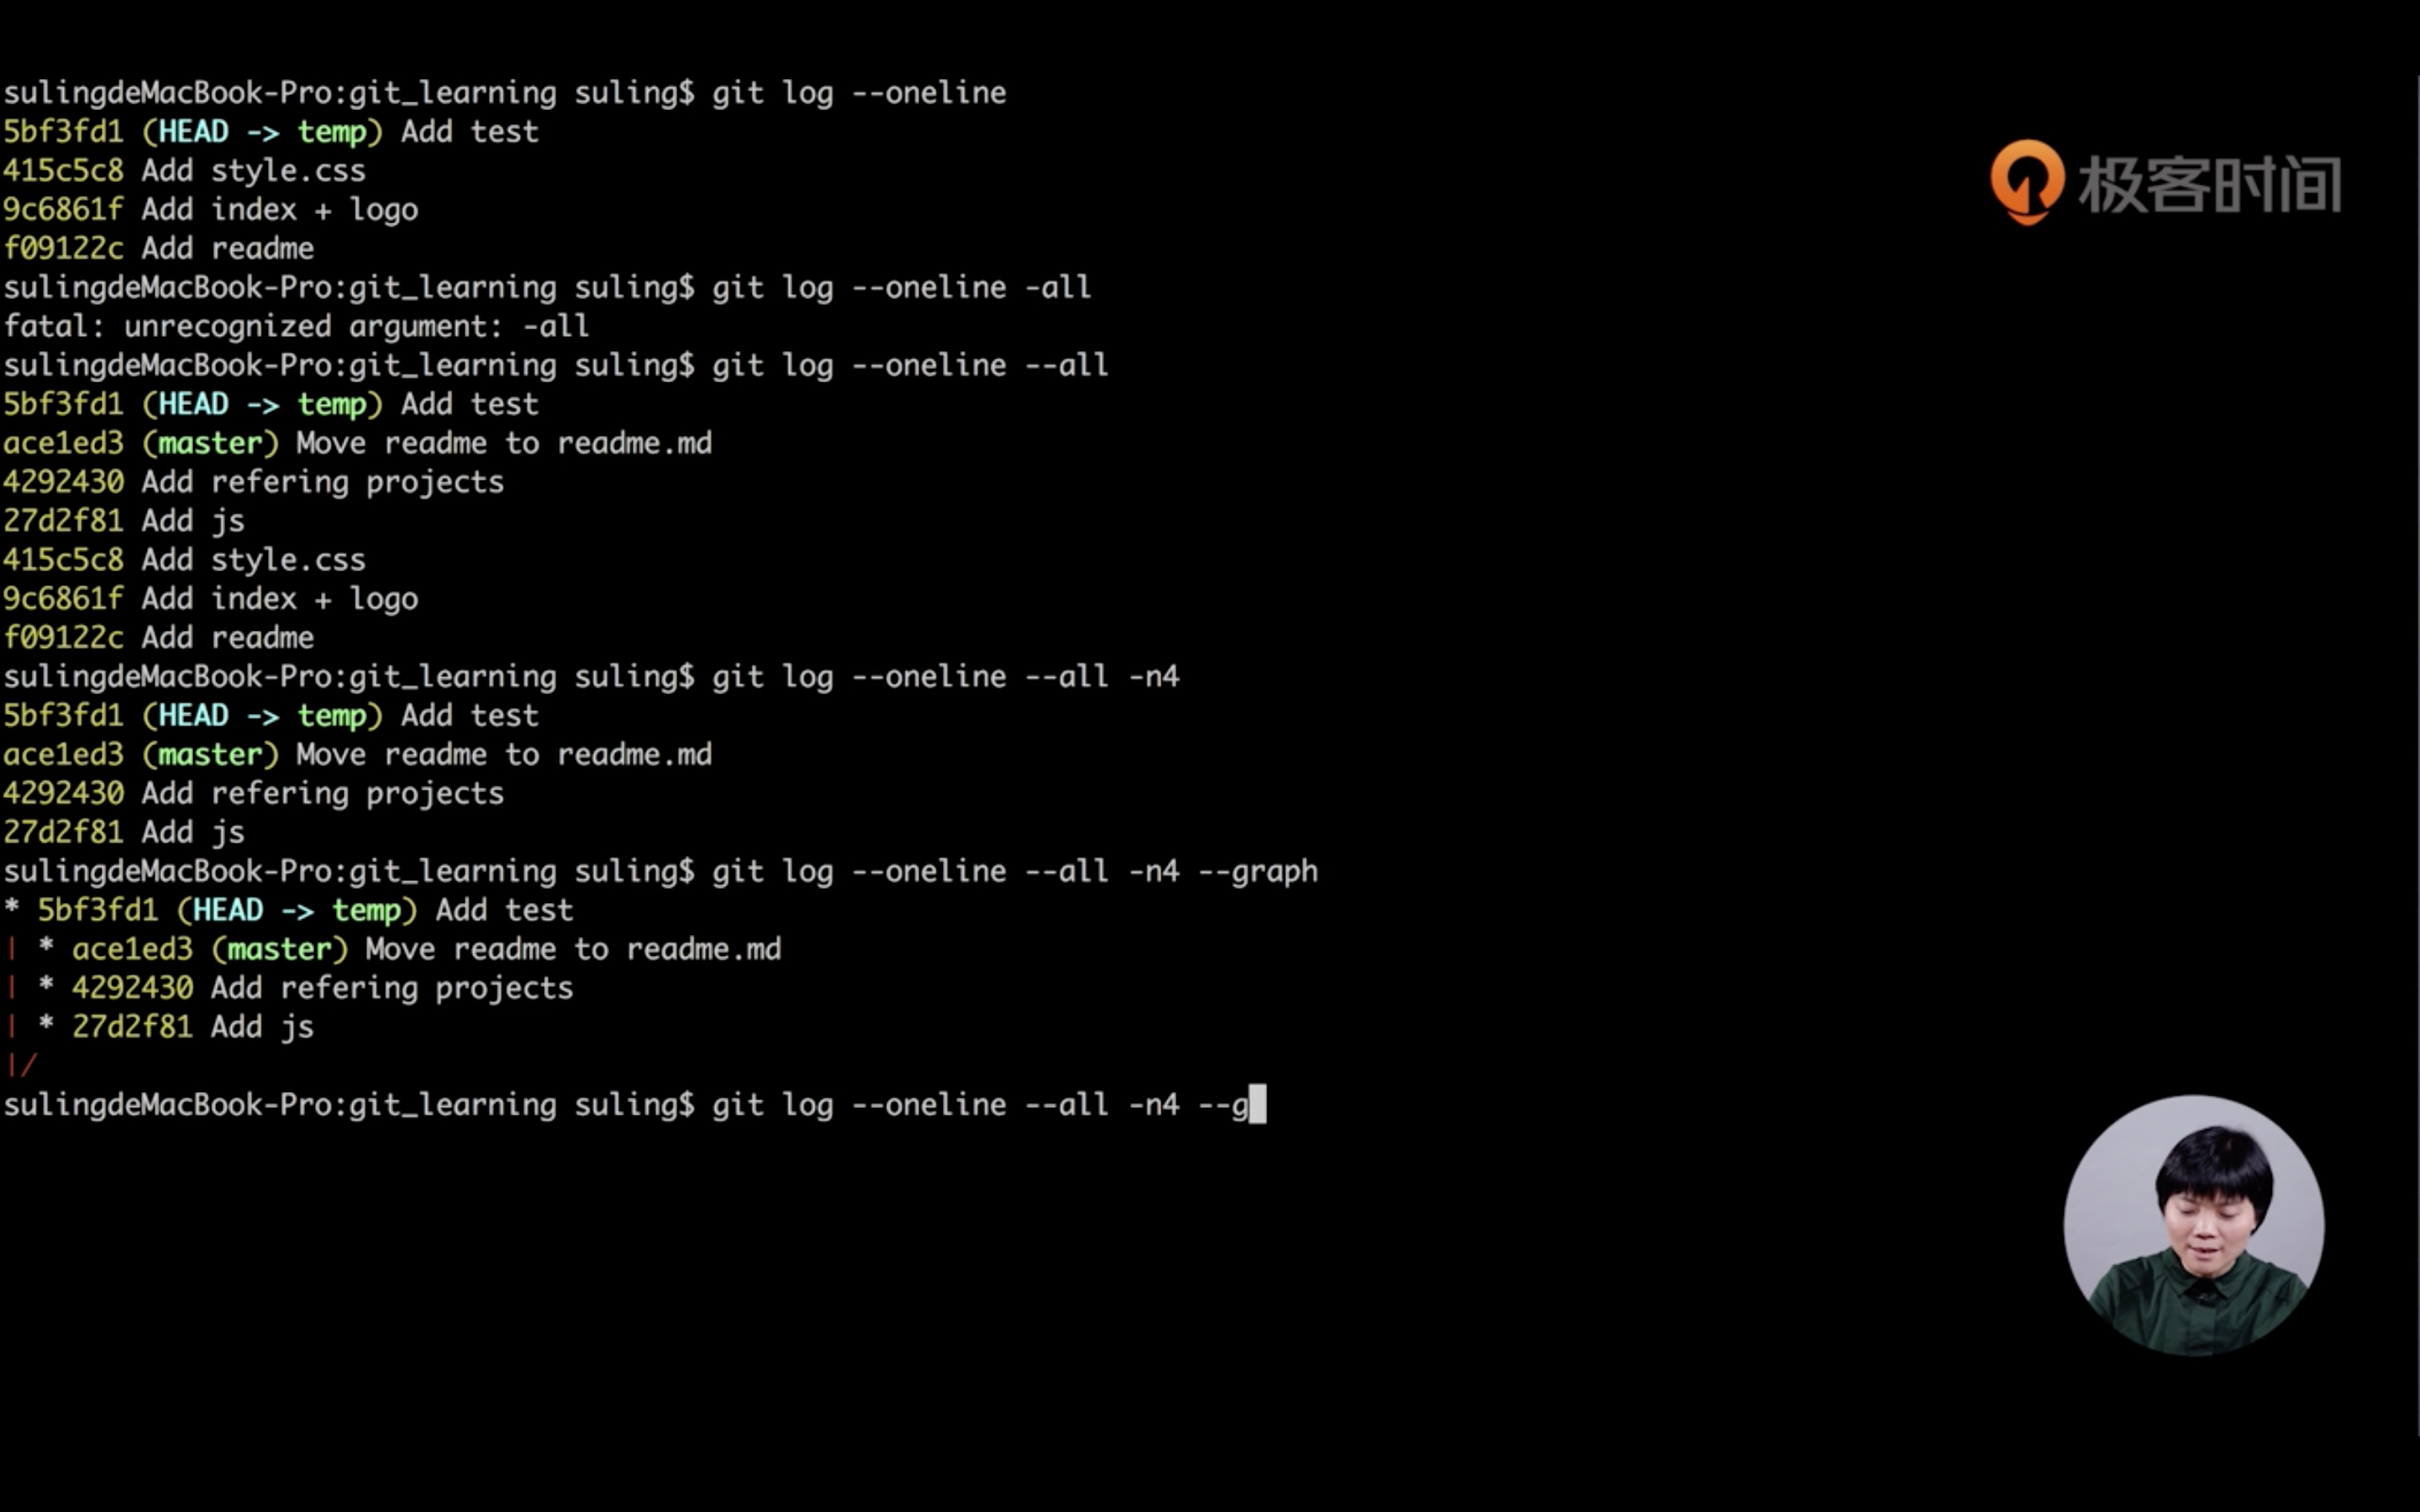 sulingdeMacBook-Pro:git_learning suling$ git log --oneline
5bf3fd1 (HEAD -> temp) Add test
415c5c8 Add style.css
9c6861f Add index + logo
f09122c Add readme
sulingdeMacBook-Pro:git_learning suling$ git log --oneline -all
fatal: unrecognized argument: -all
sulingdeMacBook-Pro:git_learning suling$ git log --oneline --all
5bf3fd1 (HEAD -> temp) Add test
ace1ed3 (master) Move readme to readme.md
4292430 Add refering projects
27d2f81 Add js
415c5c8 Add style.css
9c6861f Add index + logo
f09122c Add readme
sulingdeMacBook-Pro:git_learning suling$ git log --oneline --all -n4
5bf3fd1 (HEAD -> temp) Add test
ace1ed3 (master) Move readme to readme.md
4292430 Add refering projects
27d2f81 Add js
sulingdeMacBook-Pro:git_learning suling$ git log --oneline --all -n4 --graph
* 5bf3fd1 (HEAD -> temp) Add test
| * ace1ed3 (master) Move readme to readme.md
| * 4292430 Add refering projects
| * 27d2f81 Add js
|/
sulingdeMacBook-Pro:git_learning suling$ git log --oneline --all -n4 --g
极客时间